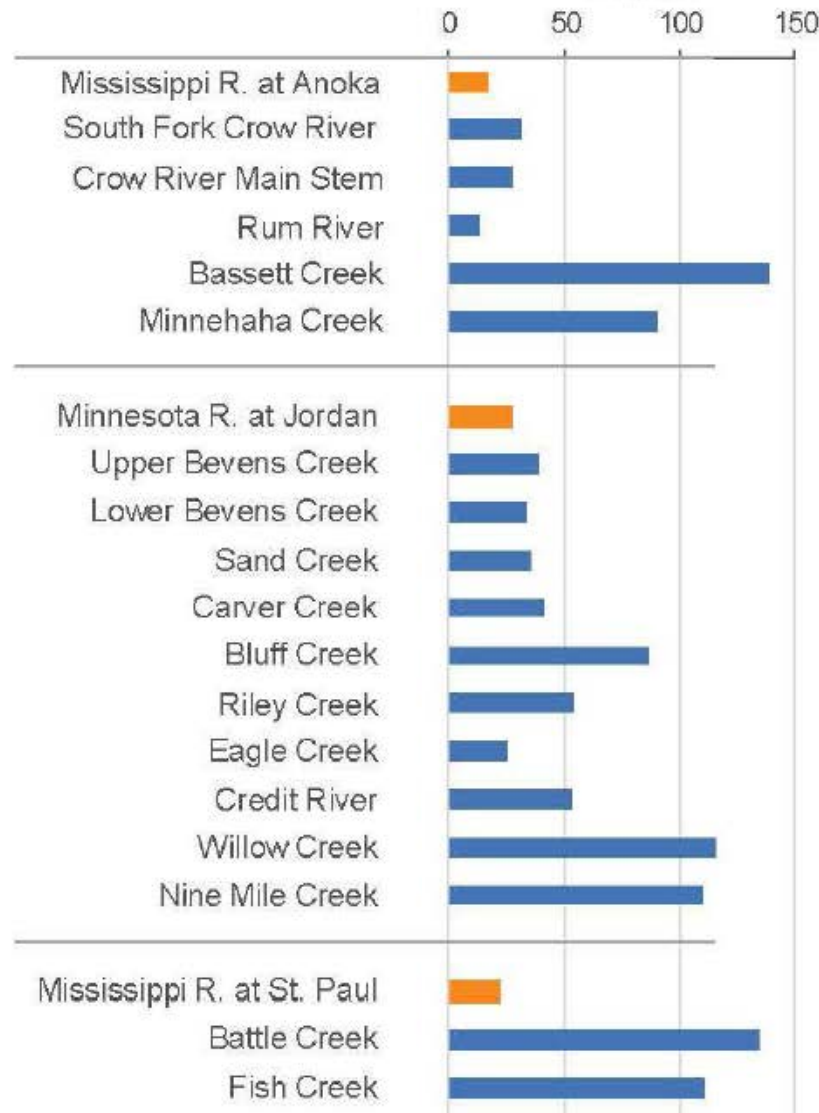 0 50 100 150
Mississippi R. at Anoka
South Fork Crow River
Crow River Main Stem
Rum River
Bassett Creek
Minnehaha Creek
Minnesota R. at Jordan
Upper Bevens Creek
Lower Bevens Creek
Sand Creek
Carver Creek
Bluff Creek
Riley Creek
Eagle Creek
Credit River
Willow Creek
Nine Mile Creek
Mississippi R. at St. Paul
Battle Creek
Fish Creek